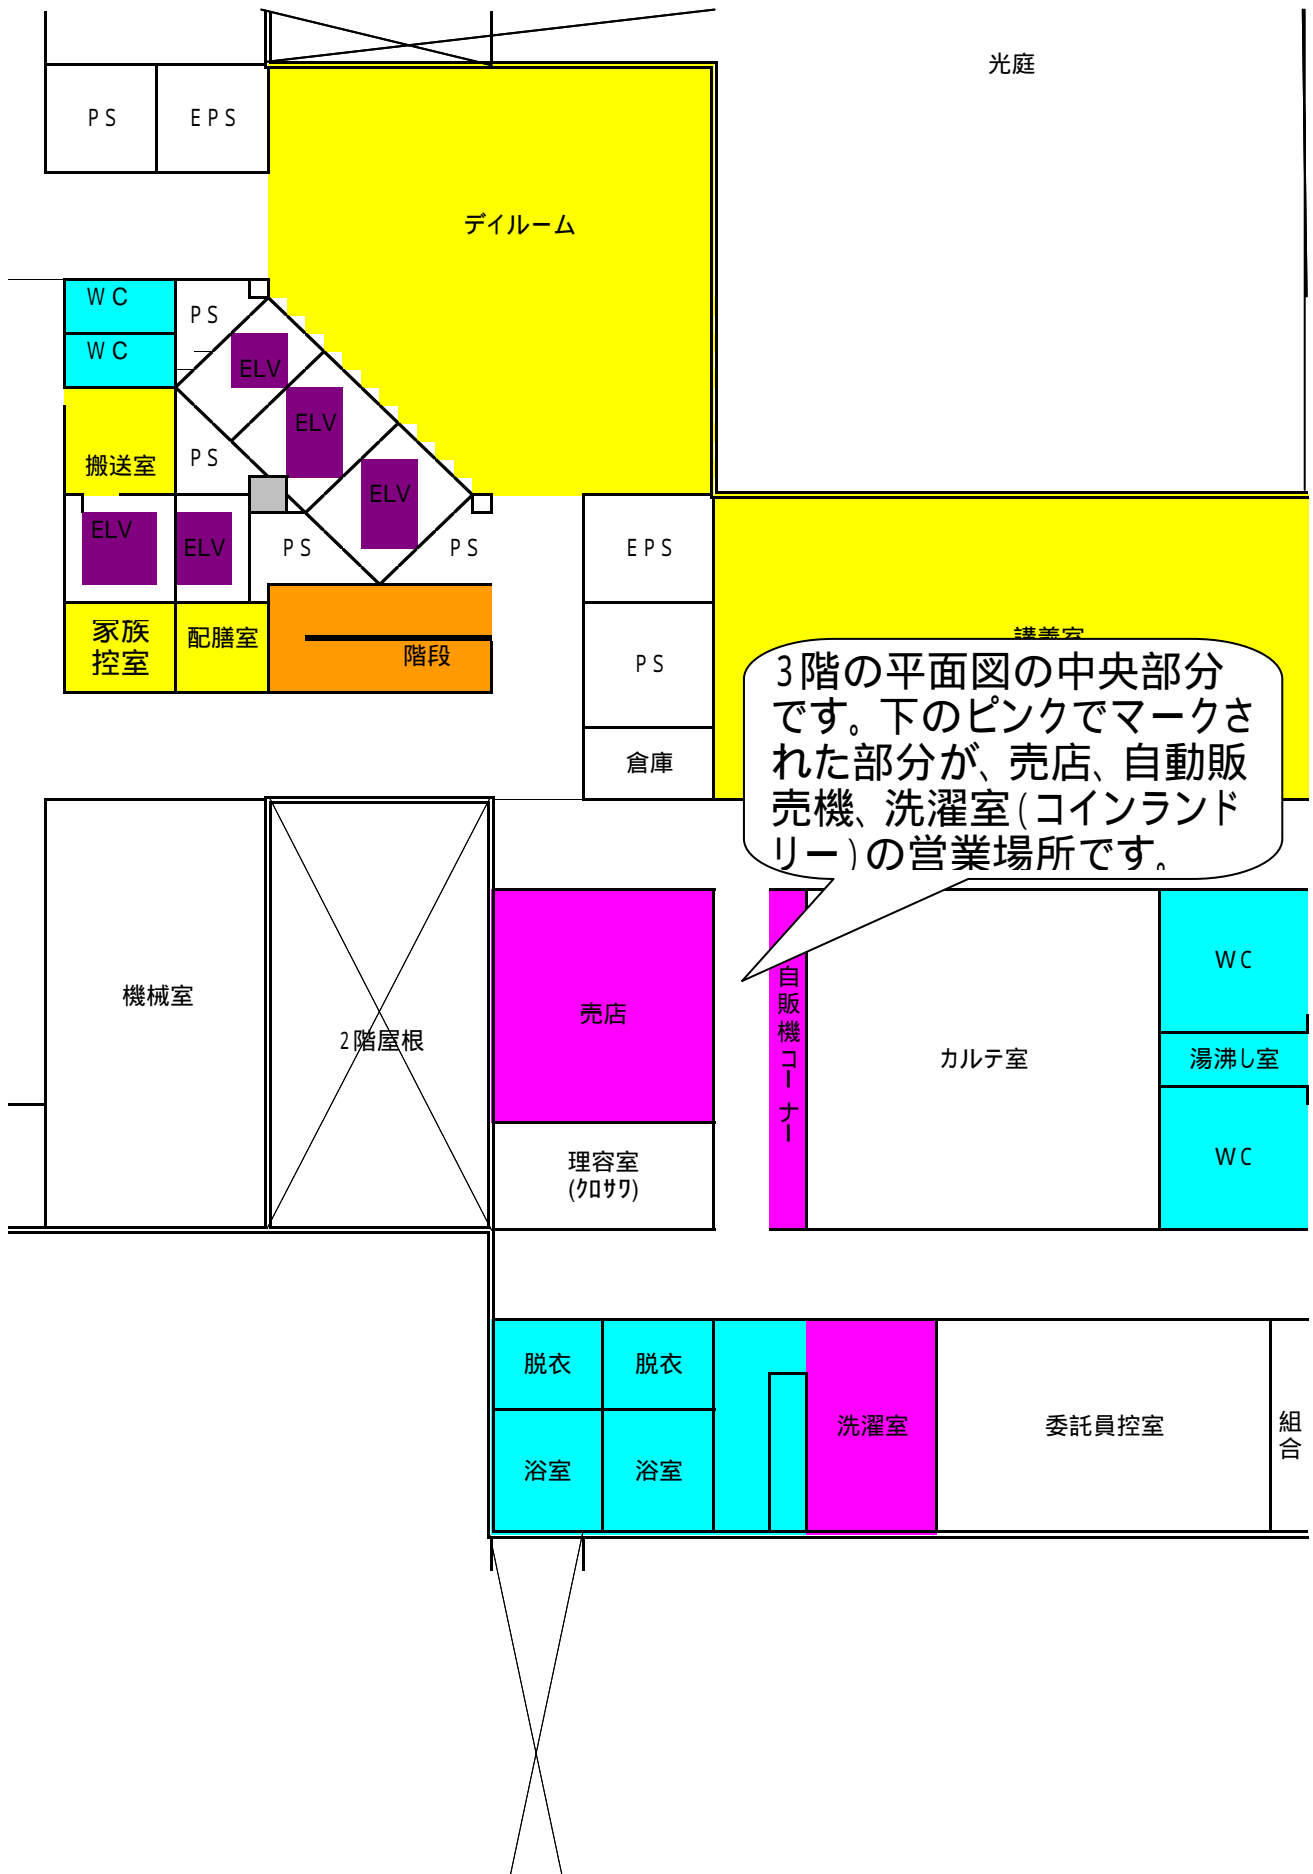 光庭
PS
EPS
デイルーム
WC
PS
WC
ELV
ELV
搬送室
PS
ELV
ELV
ELV
PS
PS
EPS
家族
控室
配膳室
階段
講義室
PS
倉庫
3階の平面図の中央部分
です。下のピンクでマークさ
れた部分が、売店、自動販
売機、洗濯室(コインランド
リー)の営業場所です。
機械室
2階屋根
売店
自販機コーナー
カルテ室
WC
湯沸し室
WC
理容室
(クロサワ)
脱衣
脱衣
浴室
浴室
洗濯室
委託員控室
組合